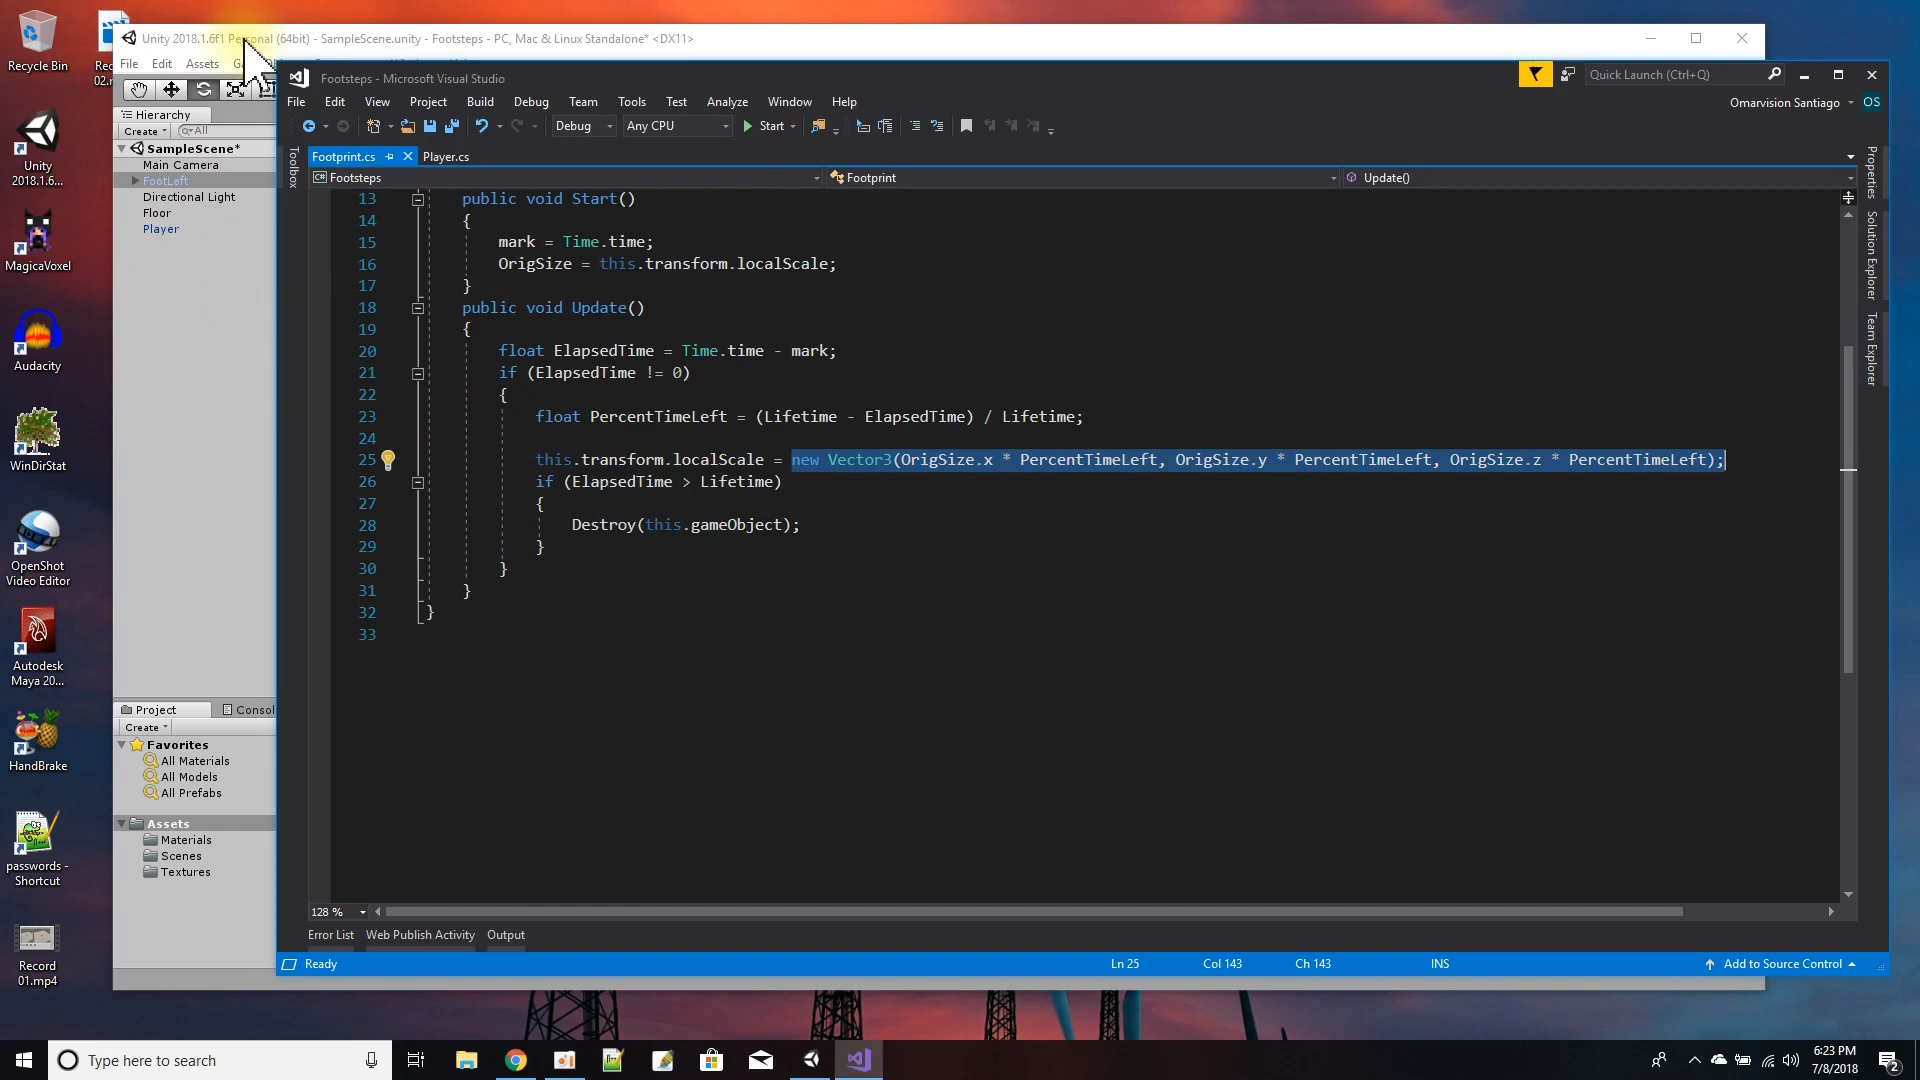 Recycle Bin
Unity 2018.1.6...
MagicaVoxel
Audacity
WinDirStat
OpenShot Video Editor
Autodesk Maya 20...
HandBrake
passwords - Shortcut
Record 01.mp4
02.m
Unity 2018.1.6f1 Personal (64bit) - SampleScene.unity - Footsteps - PC, Mac & Linux Standalone* <DX11>
File Edit Assets
Hierarchy
Create All
SampleScene*
Main Camera
FootLeft
Directional Light
Floor
Player
Project Consol
Create
Favorites
All Materials
All Models
All Prefabs
Assets
Materials
Scenes
Textures
Footsteps - Microsoft Visual Studio
Quick Launch (Ctrl+Q)
File Edit View Project Build Debug Team Tools Test Analyze Window Help
Omarvision Santiago OS
Debug Any CPU Start
Toolbox
Footprint.cs Player.cs
Footsteps Footprint Update()
Properties
Solution Explorer
Team Explorer
13 public void Start()
14 {
15 mark = Time.time;
16 OrigSize = this.transform.localScale;
17 }
18 public void Update()
19 {
20 float ElapsedTime = Time.time - mark;
21 if (ElapsedTime != 0)
22 {
23 float PercentTimeLeft = (Lifetime - ElapsedTime) / Lifetime;
24
25 this.transform.localScale = new Vector3(OrigSize.x * PercentTimeLeft, OrigSize.y * PercentTimeLeft, OrigSize.z * PercentTimeLeft);
26 if (ElapsedTime > Lifetime)
27 {
28 Destroy(this.gameObject);
29 }
30 }
31 }
32 }
33
128 %
Error List Web Publish Activity Output
Ready Ln 25 Col 143 Ch 143 INS Add to Source Control
Type here to search
6:23 PM
7/8/2018
2